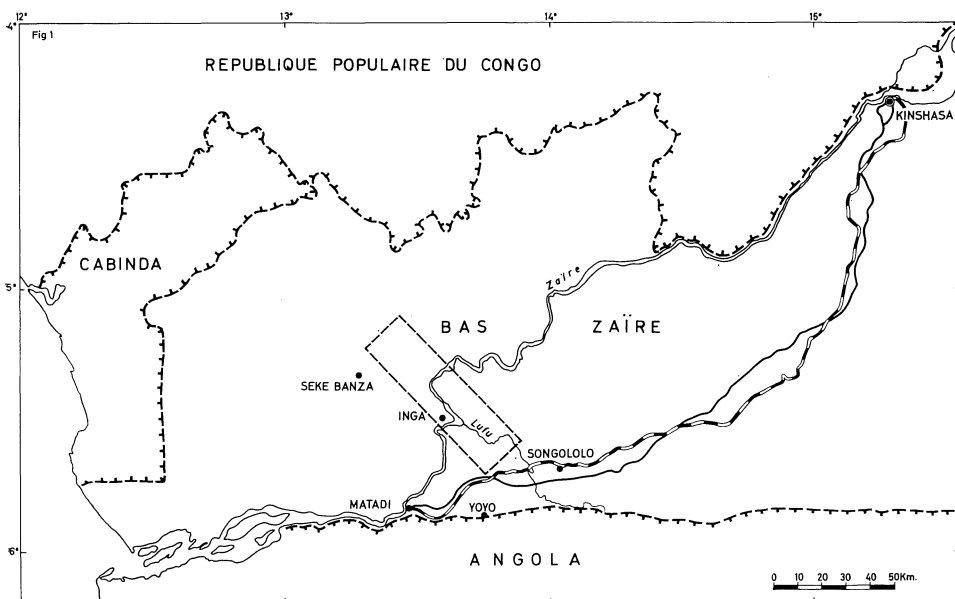 12° 13° 14° 15°
4°
Fig 1
REPUBLIQUE POPULAIRE DU CONGO
KINSHASA
CABINDA
Zaïre
5°
BAS ZAÏRE
SEKE BANZA
INGA
Lufu
SONGOLOLO
MATADI
YOYO
6°
ANGOLA
0 10 20 30 40 50Km.